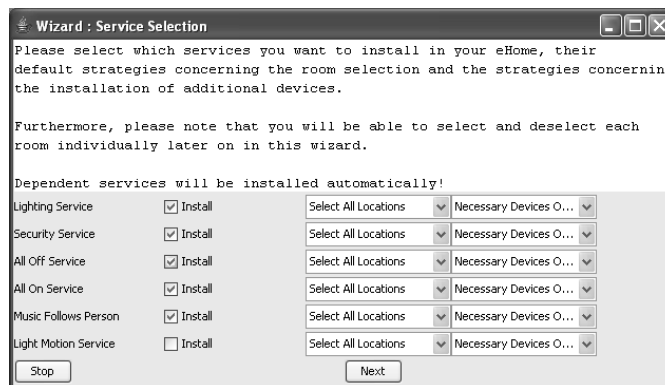 Wizard : Service Selection
Please select which services you want to install in your eHome, their
default strategies concerning the room selection and the strategies concernin
the installation of additional devices.
Furthermore, please note that you will be able to select and deselect each
room individually later on in this wizard.
Dependent services will be installed automatically!
Lighting Service Install Select All Locations Necessary Devices O...
Security Service Install Select All Locations Necessary Devices O...
All Off Service Install Select All Locations Necessary Devices O...
All On Service Install Select All Locations Necessary Devices O...
Music Follows Person Install Select All Locations Necessary Devices O...
Light Motion Service Install Select All Locations Necessary Devices O...
Stop Next